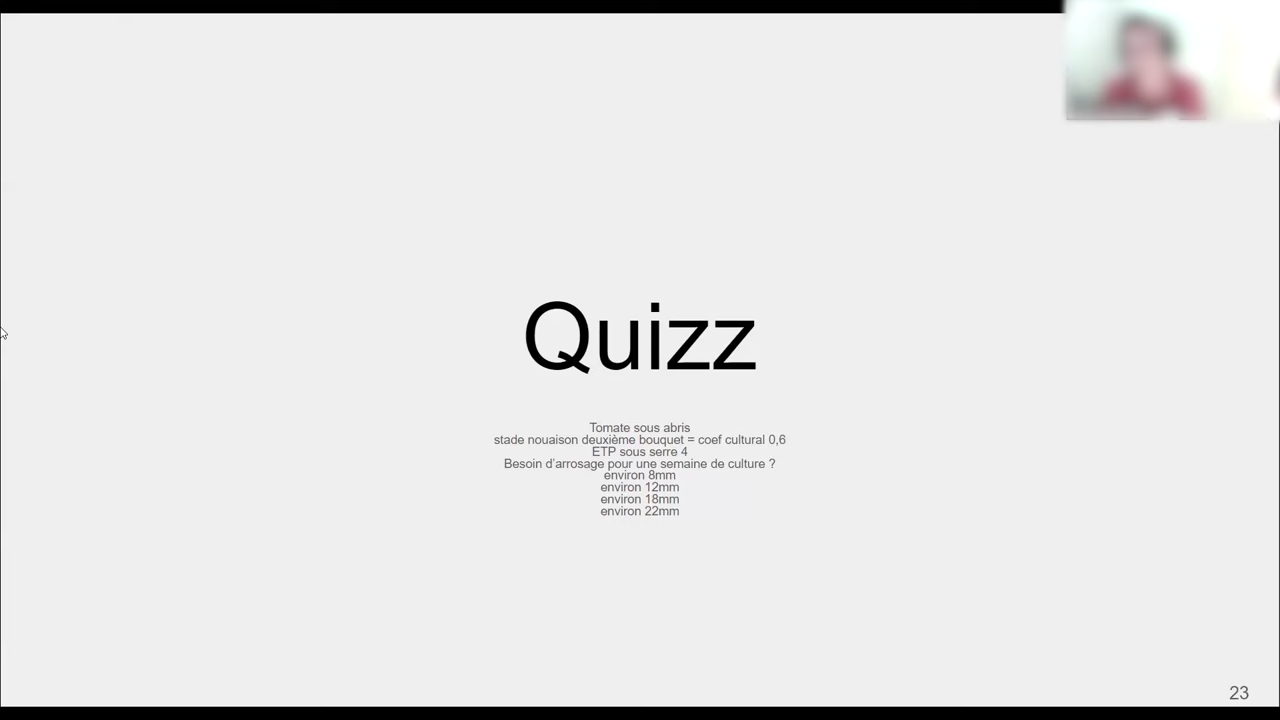 Quizz
Tomate sous abris
stade nouaison deuxième bouquet = coef cultural 0,6
ETP sous serre 4
Besoin d’arrosage pour une semaine de culture ?
environ 8mm
environ 12mm
environ 18mm
environ 22mm
23